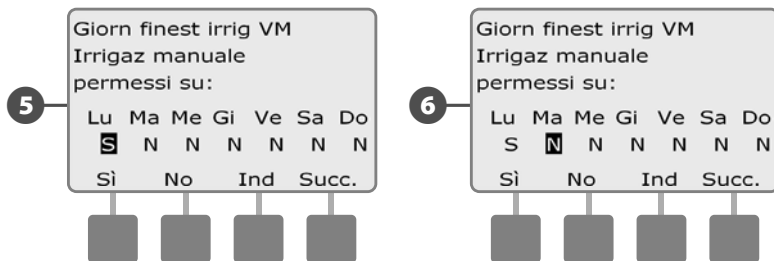 5
Giorn finest irrig VM
Irrigaz manuale
permessi su:
Lu Ma Me Gi Ve Sa Do
S N N N N N N
Sì No Ind Succ.
6
Giorn finest irrig VM
Irrigaz manuale
permessi su:
Lu Ma Me Gi Ve Sa Do
S N N N N N N
Sì No Ind Succ.